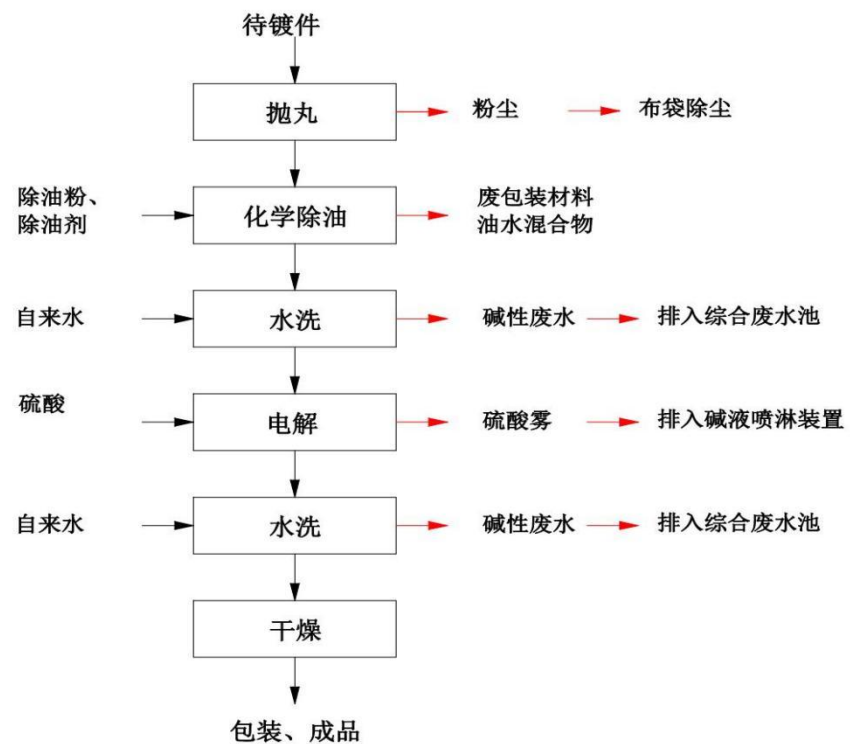 待镀件
抛丸
粉尘
布袋除尘
除油粉、
除油剂
化学除油
废包装材料
油水混合物
自来水
水洗
碱性废水
排入综合废水池
硫酸
电解
硫酸雾
排入碱液喷淋装置
自来水
水洗
碱性废水
排入综合废水池
干燥
包装、成品